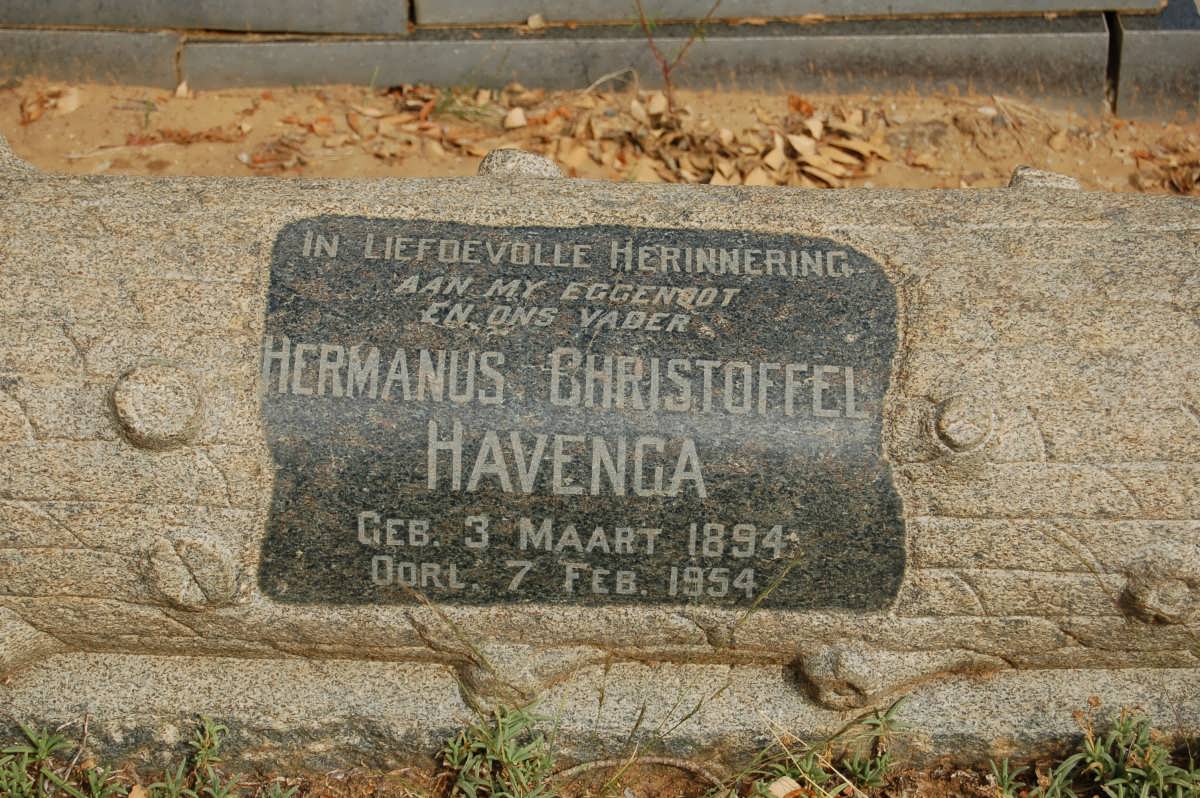 IN LIEFDEVOLLE HERINNERING
AAN MY EGGENOOT
EN ONS VADER
HERMANUS CHRISTOFFEL
HAVENGA
GEB. 3 MAART 1894
OORL. 7 FEB. 1954